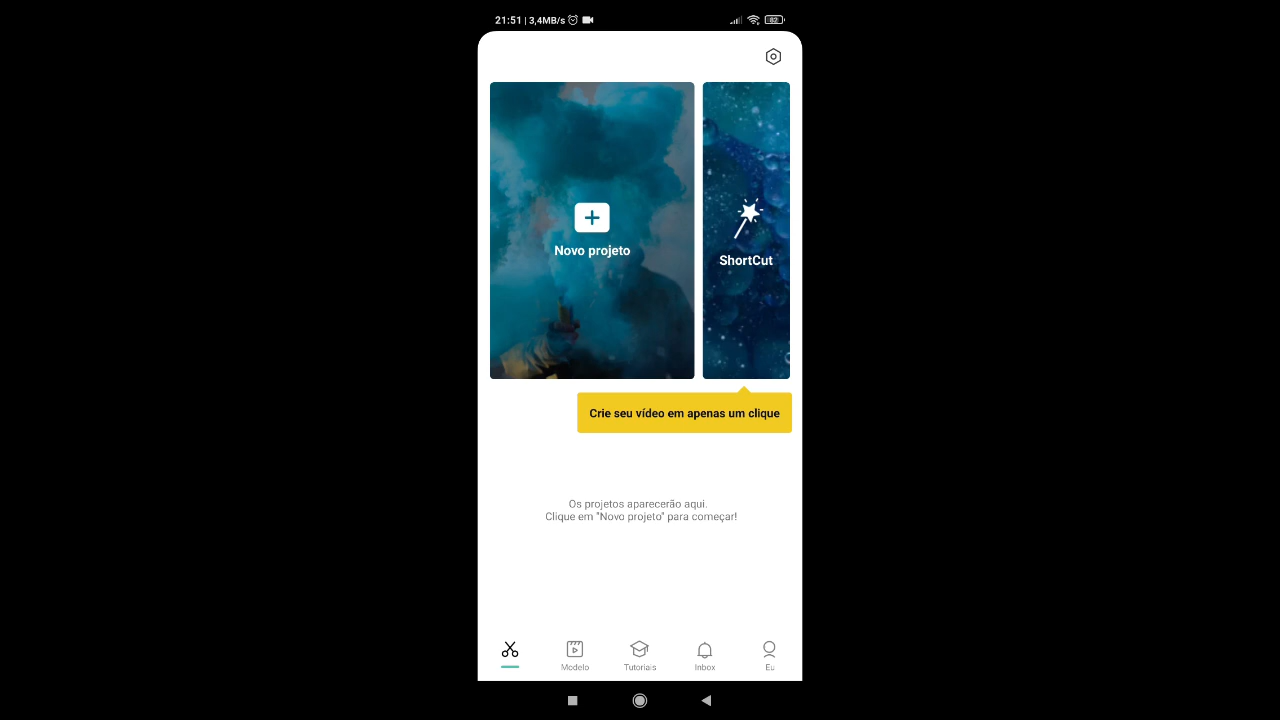 21:51 | 3,4MB/s
82
Novo projeto
ShortCut
Crie seu vídeo em apenas um clique
Os projetos aparecerão aqui.
Clique em "Novo projeto" para começar!
Modelo
Tutoriais
Inbox
Eu